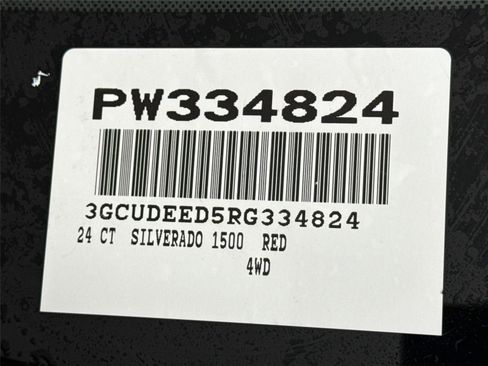 PW334824
3GCUDEED5RG334824
24 CT SILVERADO 1500 RED
4WD